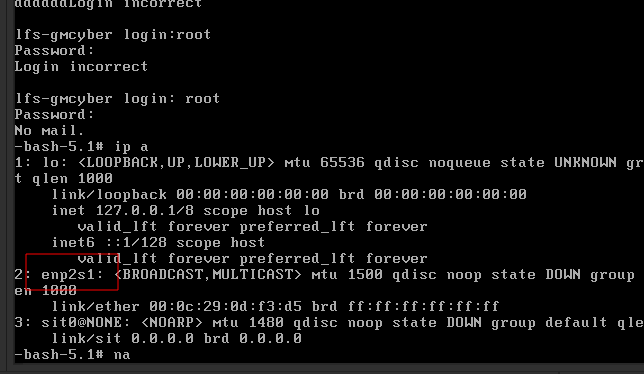 ddddddLogin incorrect
lfs-gmcyber login:root
Password:
Login incorrect
lfs-gmcyber login: root
Password:
No mail.
-bash-5.1# ip a
1: lo: <LOOPBACK,UP,LOWER_UP> mtu 65536 qdisc noqueue state UNKNOWN gr
t qlen 1000
link/loopback 00:00:00:00:00:00 brd 00:00:00:00:00:00
inet 127.0.0.1/8 scope host lo
valid_lft forever preferred_lft forever
inet6 ::1/128 scope host
valid_lft forever preferred_lft forever
2: enp2s1: <BROADCAST,MULTICAST> mtu 1500 qdisc noop state DOWN group
en 1000
link/ether 00:0c:29:0d:f3:d5 brd ff:ff:ff:ff:ff:ff
3: sit0@NONE: <NOARP> mtu 1480 qdisc noop state DOWN group default qle
link/sit 0.0.0.0 brd 0.0.0.0
-bash-5.1# na